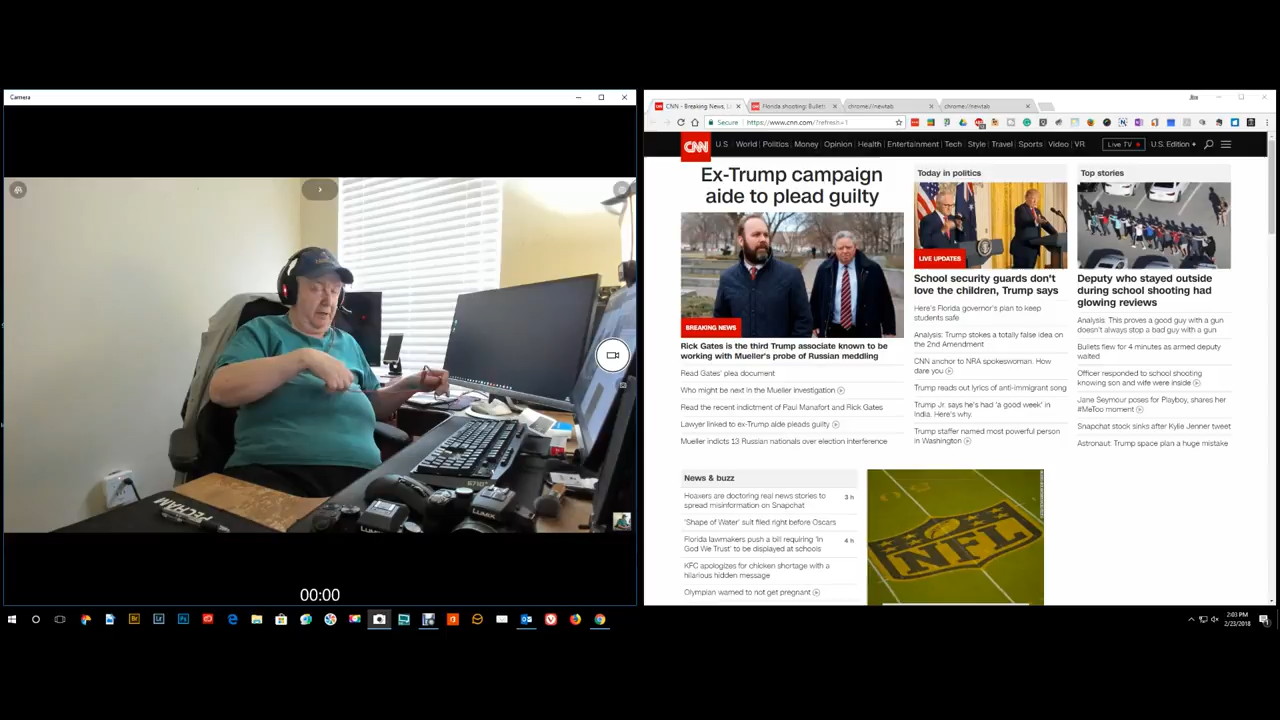 Camera
CNN - Breaking News, L
Florida shooting: Bullets
chrome://newtab
chrome://newtab
Jim
Secure
https://www.cnn.com/?refresh=1
CNN
U.S
World
Politics
Money
Opinion
Health
Entertainment
Tech
Style
Travel
Sports
Video
VR
Live TV
U.S. Edition
Ex-Trump campaign
aide to plead guilty
BREAKING NEWS
Rick Gates is the third Trump associate known to be
working with Mueller's probe of Russian meddling
Read Gates' plea document
Who might be next in the Mueller investigation
Read the recent indictment of Paul Manafort and Rick Gates
Lawyer linked to ex-Trump aide pleads guilty
Mueller indicts 13 Russian nationals over election interference
Today in politics
LIVE UPDATES
School security guards don't
love the children, Trump says
Here's Florida governor's plan to keep
students safe
Analysis: Trump stokes a totally false idea on
the 2nd Amendment
CNN anchor to NRA spokeswoman: How
dare you
Trump reads out lyrics of anti-immigrant song
Trump Jr. says he's had 'a good week' in
India. Here's why.
Trump staffer named most powerful person
in Washington
Top stories
Deputy who stayed outside
during school shooting had
glowing reviews
Analysis: This proves a good guy with a gun
doesn't always stop a bad guy with a gun
Bullets flew for 4 minutes as armed deputy
waited
Officer responded to school shooting
knowing son and wife were inside
Jane Seymour poses for Playboy, shares her
#MeToo moment
Snapchat stock sinks after Kylie Jenner tweet
Astronaut: Trump space plan a huge mistake
News & buzz
Hoaxers are doctoring real news stories to
spread misinformation on Snapchat
3 h
'Shape of Water' suit filed right before Oscars
Florida lawmakers push a bill requiring 'In
God We Trust' to be displayed at schools
4 h
KFC apologizes for chicken shortage with a
hilarious hidden message
Olympian warned to not get pregnant
NFL
PECHAM
LUMIX
LUMIX
00:00
2:03 PM
2/23/2018